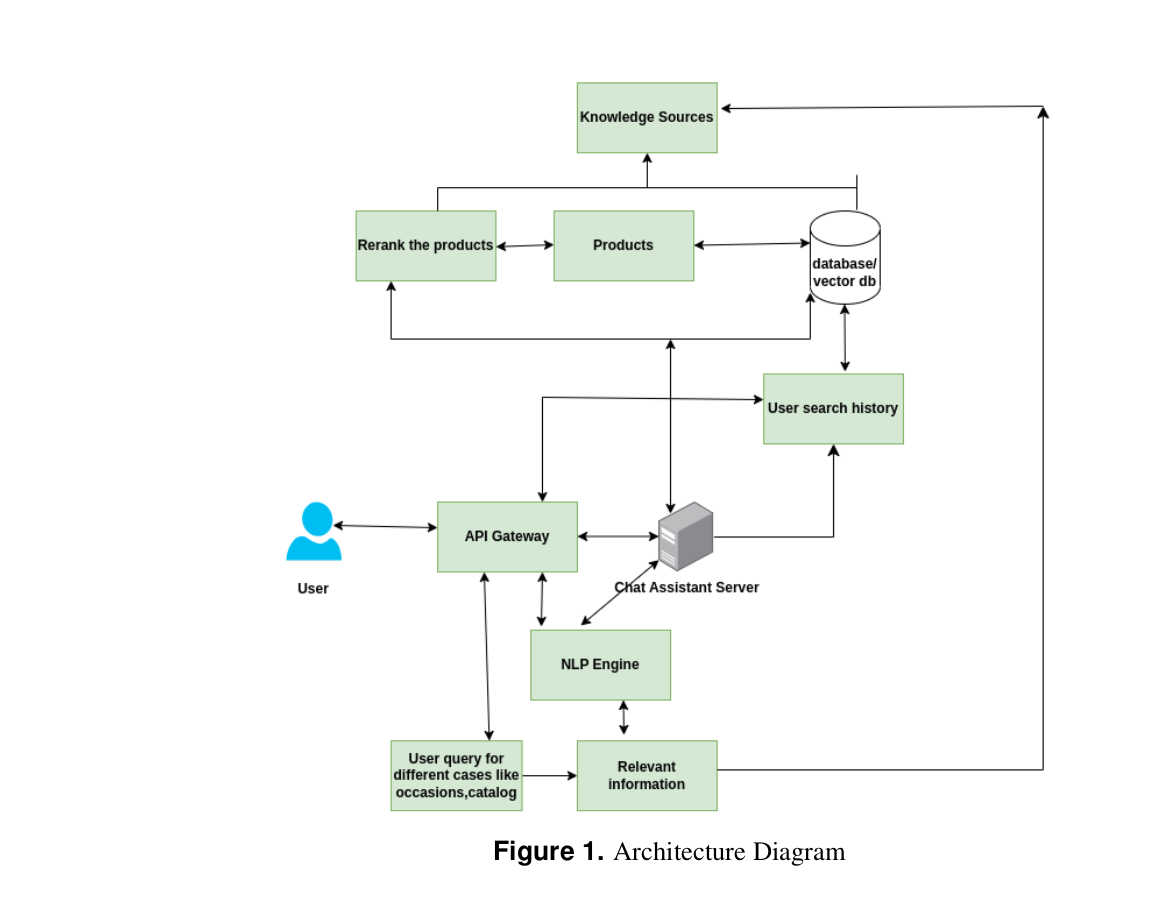 Knowledge Sources
Rerank the products
Products
database/
vector db
User search history
API Gateway
User
Chat Assistant Server
NLP Engine
User query for
different cases like
occasions,catalog
Relevant
information
Figure 1. Architecture Diagram